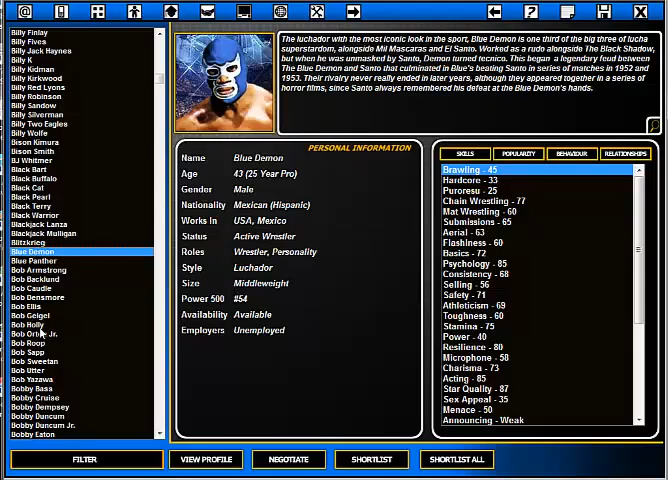 Billy Finlay
Billy Fives
Billy Jack Haynes
Billy K
Billy Kidman
Billy Kirkwood
Billy Red Lyons
Billy Robinson
Billy Sandow
Billy Silverman
Billy Two Eagles
Billy Wolfe
Bison Kimura
Bison Smith
BJ Whitmer
Black Bart
Black Buffalo
Black Cat
Black Pearl
Black Terry
Black Warrior
Blackjack Lanza
Blackjack Mulligan
Blitzkrieg
Blue Demon
Blue Panther
Bob Armstrong
Bob Backlund
Bob Caudle
Bob Densmore
Bob Ellis
Bob Geigel
Bob Holly
Bob Orton Jr.
Bob Roop
Bob Sapp
Bob Sweetan
Bob Utter
Bob Yazawa
Bobby Bass
Bobby Cruise
Bobby Dempsey
Bobby Duncum
Bobby Duncum Jr.
Bobby Eaton
The luchador with the most iconic look in the sport, Blue Demon is one third of the big three of lucha
superstardom, alongside Mil Mascaras and El Santo. Worked as a rudo alongside The Black Shadow,
but when he was unmasked by Santo, Demon turned tecnico. This began a legendary feud between
The Blue Demon and Santo that culminated in Blue's beating Santo in series of matches in 1952 and
1953. Their rivalry never really ended in later years, although they appeared together in a series of
horror films, since Santo always remembered his defeat at the Blue Demon's hands.
PERSONAL INFORMATION
Name Blue Demon
Age 43 (25 Year Pro)
Gender Male
Nationality Mexican (Hispanic)
Works In USA, Mexico
Status Active Wrestler
Roles Wrestler, Personality
Style Luchador
Size Middleweight
Power 500 #54
Availability Available
Employers Unemployed
SKILLS POPULARITY BEHAVIOUR RELATIONSHIPS
Brawling - 45
Hardcore - 33
Puroresu - 25
Chain Wrestling - 77
Mat Wrestling - 60
Submissions - 65
Aerial - 63
Flashiness - 60
Basics - 72
Psychology - 85
Consistency - 68
Selling - 56
Safety - 71
Athleticism - 69
Toughness - 60
Stamina - 75
Power - 40
Resilience - 80
Microphone - 58
Charisma - 73
Acting - 85
Star Quality - 87
Sex Appeal - 35
Menace - 50
Announcing - Weak
FILTER VIEW PROFILE NEGOTIATE SHORTLIST SHORTLIST ALL